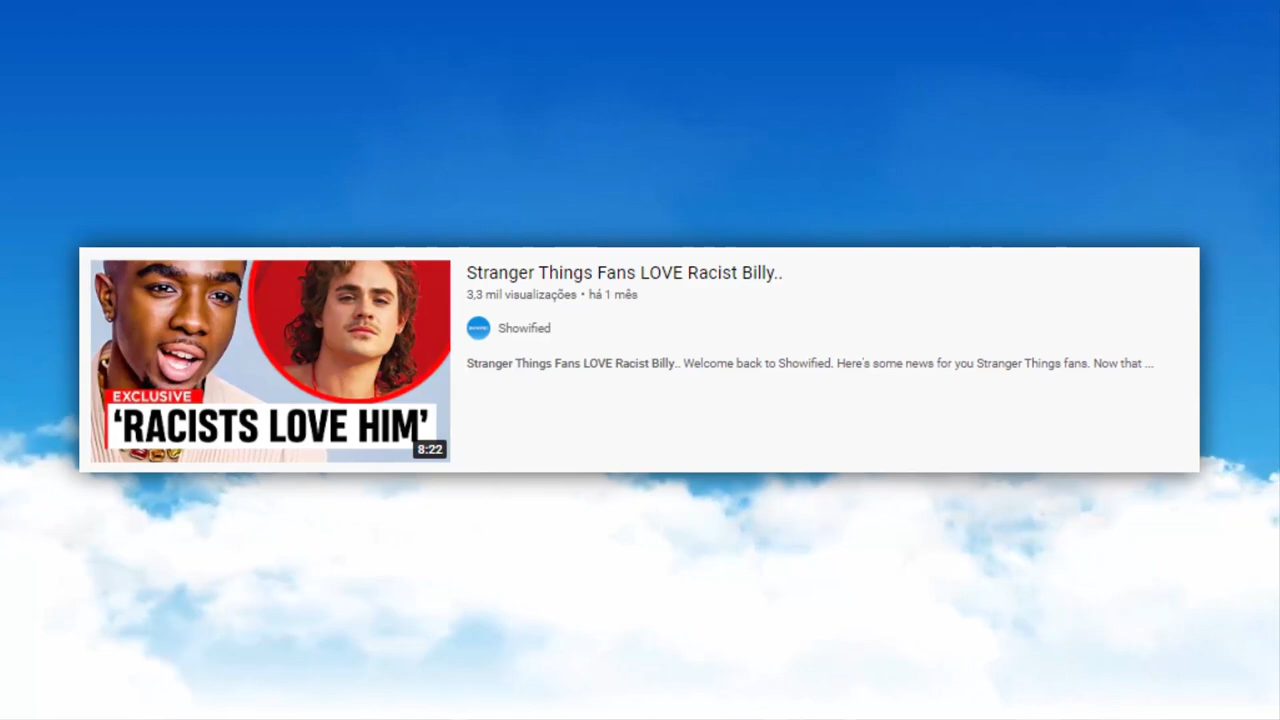 Stranger Things Fans LOVE Racist Billy..
3,3 mil visualizações • há 1 mês
Showified
Stranger Things Fans LOVE Racist Billy.. Welcome back to Showified. Here's some news for you Stranger Things fans. Now that ...
EXCLUSIVE
‘RACISTS LOVE HIM’
8:22